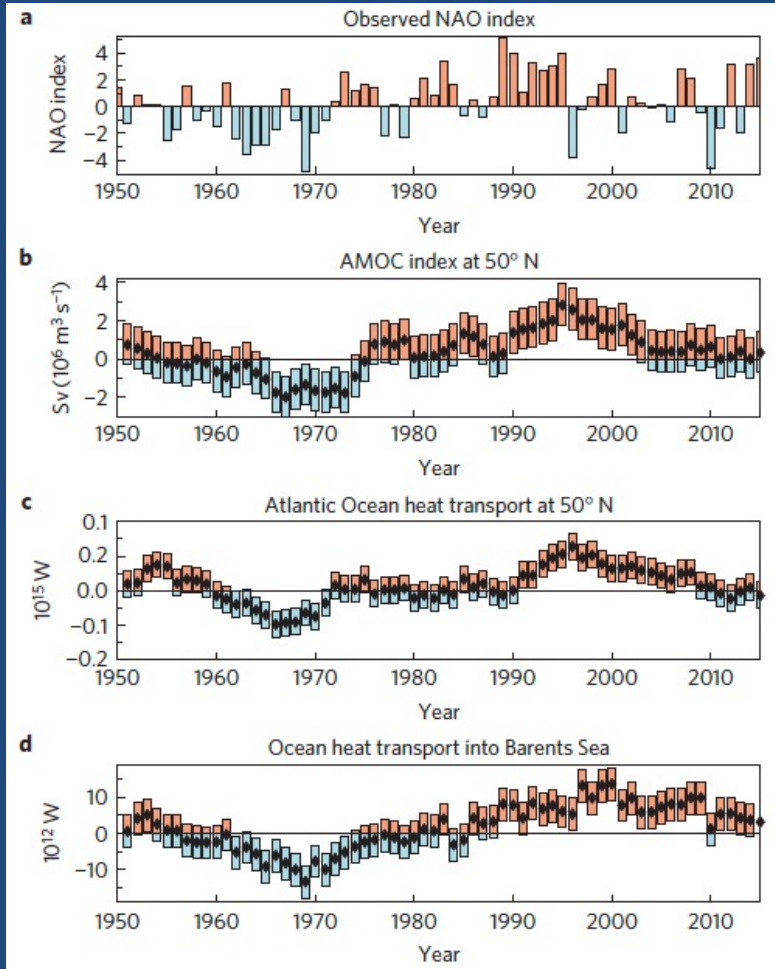 a
Observed NAO index
NAO index
4
2
0
−2
−4
1950 1960 1970 1980 1990 2000 2010
Year
b
AMOC index at 50° N
Sv (10⁶ m³ s⁻¹)
4
2
0
−2
1950 1960 1970 1980 1990 2000 2010
Year
c
Atlantic Ocean heat transport at 50° N
10¹⁵ W
0.1
0.2
0.0
−0.1
−0.2
1950 1960 1970 1980 1990 2000 2010
Year
d
Ocean heat transport into Barents Sea
10¹² W
10
0
−10
1950 1960 1970 1980 1990 2000 2010
Year